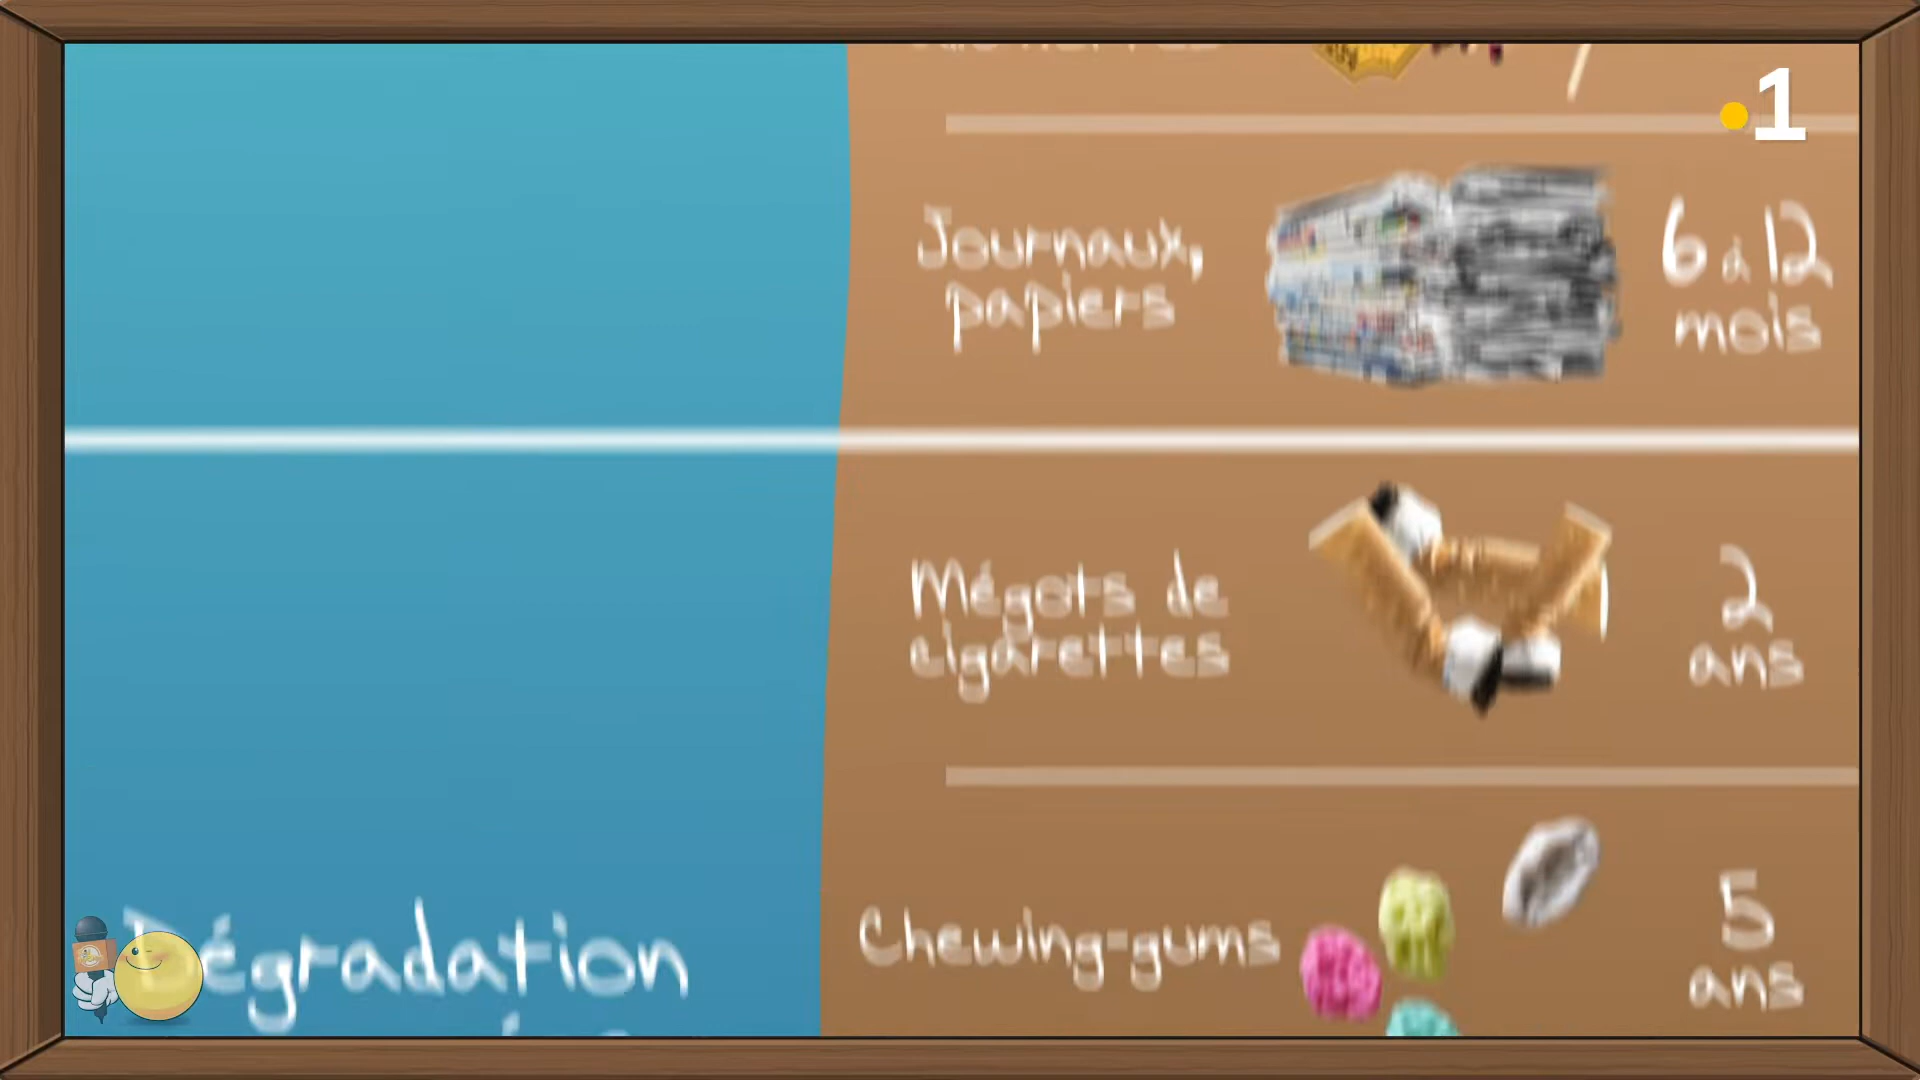 1
Journaux,
papiers
6 à 12
mois
Mégots de
cigarettes
2
ans
Chewing-gums
5
ans
Dégradation